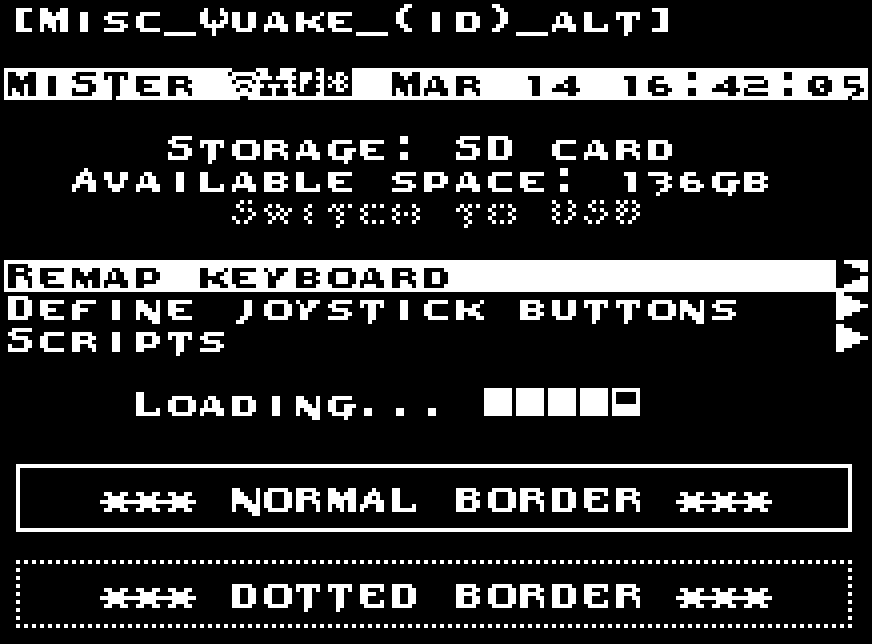 [Misc_Quake_(id)_alt]
MiSTer Mar 14 16:42:05
Storage: SD card
Available space: 136GB
Switch to USB
Remap keyboard
Define joystick buttons
Scripts
Loading...
*** NORMAL BORDER ***
*** DOTTED BORDER ***